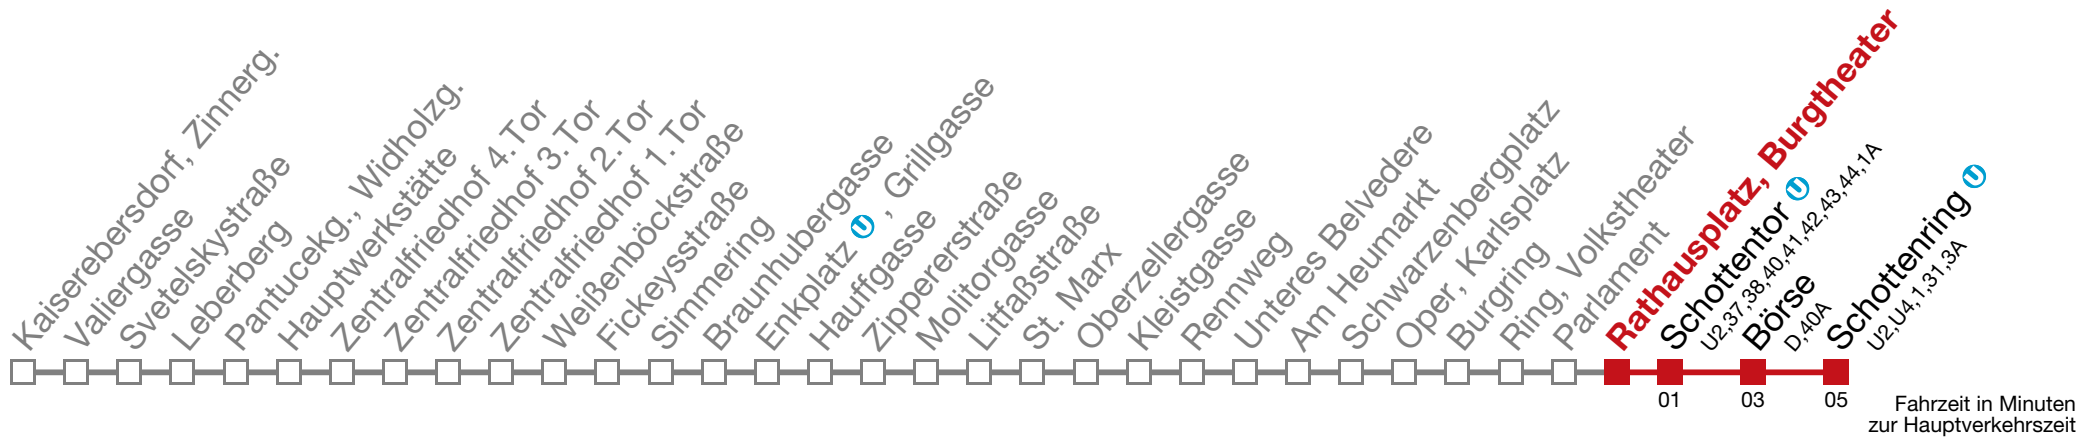 Kaiserebersdorf, Zinnerg.
Valiergasse
Svetelskystraße
Leberberg
Pantucekg., Widholzg.
Hauptwerkstätte
Zentralfriedhof 4.Tor
Zentralfriedhof 3.Tor
Zentralfriedhof 2.Tor
Zentralfriedhof 1.Tor
Weißenböckstraße
Fickeysstraße
Simmering
Braunhubergasse
Enkplatz U , Grillgasse
Hauffgasse
Zippererstraße
Molitorgasse
Litfaßstraße
St. Marx
Oberzellergasse
Kleistgasse
Rennweg
Unteres Belvedere
Am Heumarkt
Schwarzenbergplatz
Oper, Karlsplatz
Burgring
Ring, Volkstheater
Parlament
Rathausplatz, Burgtheater
Schottentor U
U2,37,38,40,41,42,43,44,1A
Börse
D,40A
Schottenring U
U2,U4,1,31,3A
01
03
05
Fahrzeit in Minuten
zur Hauptverkehrszeit